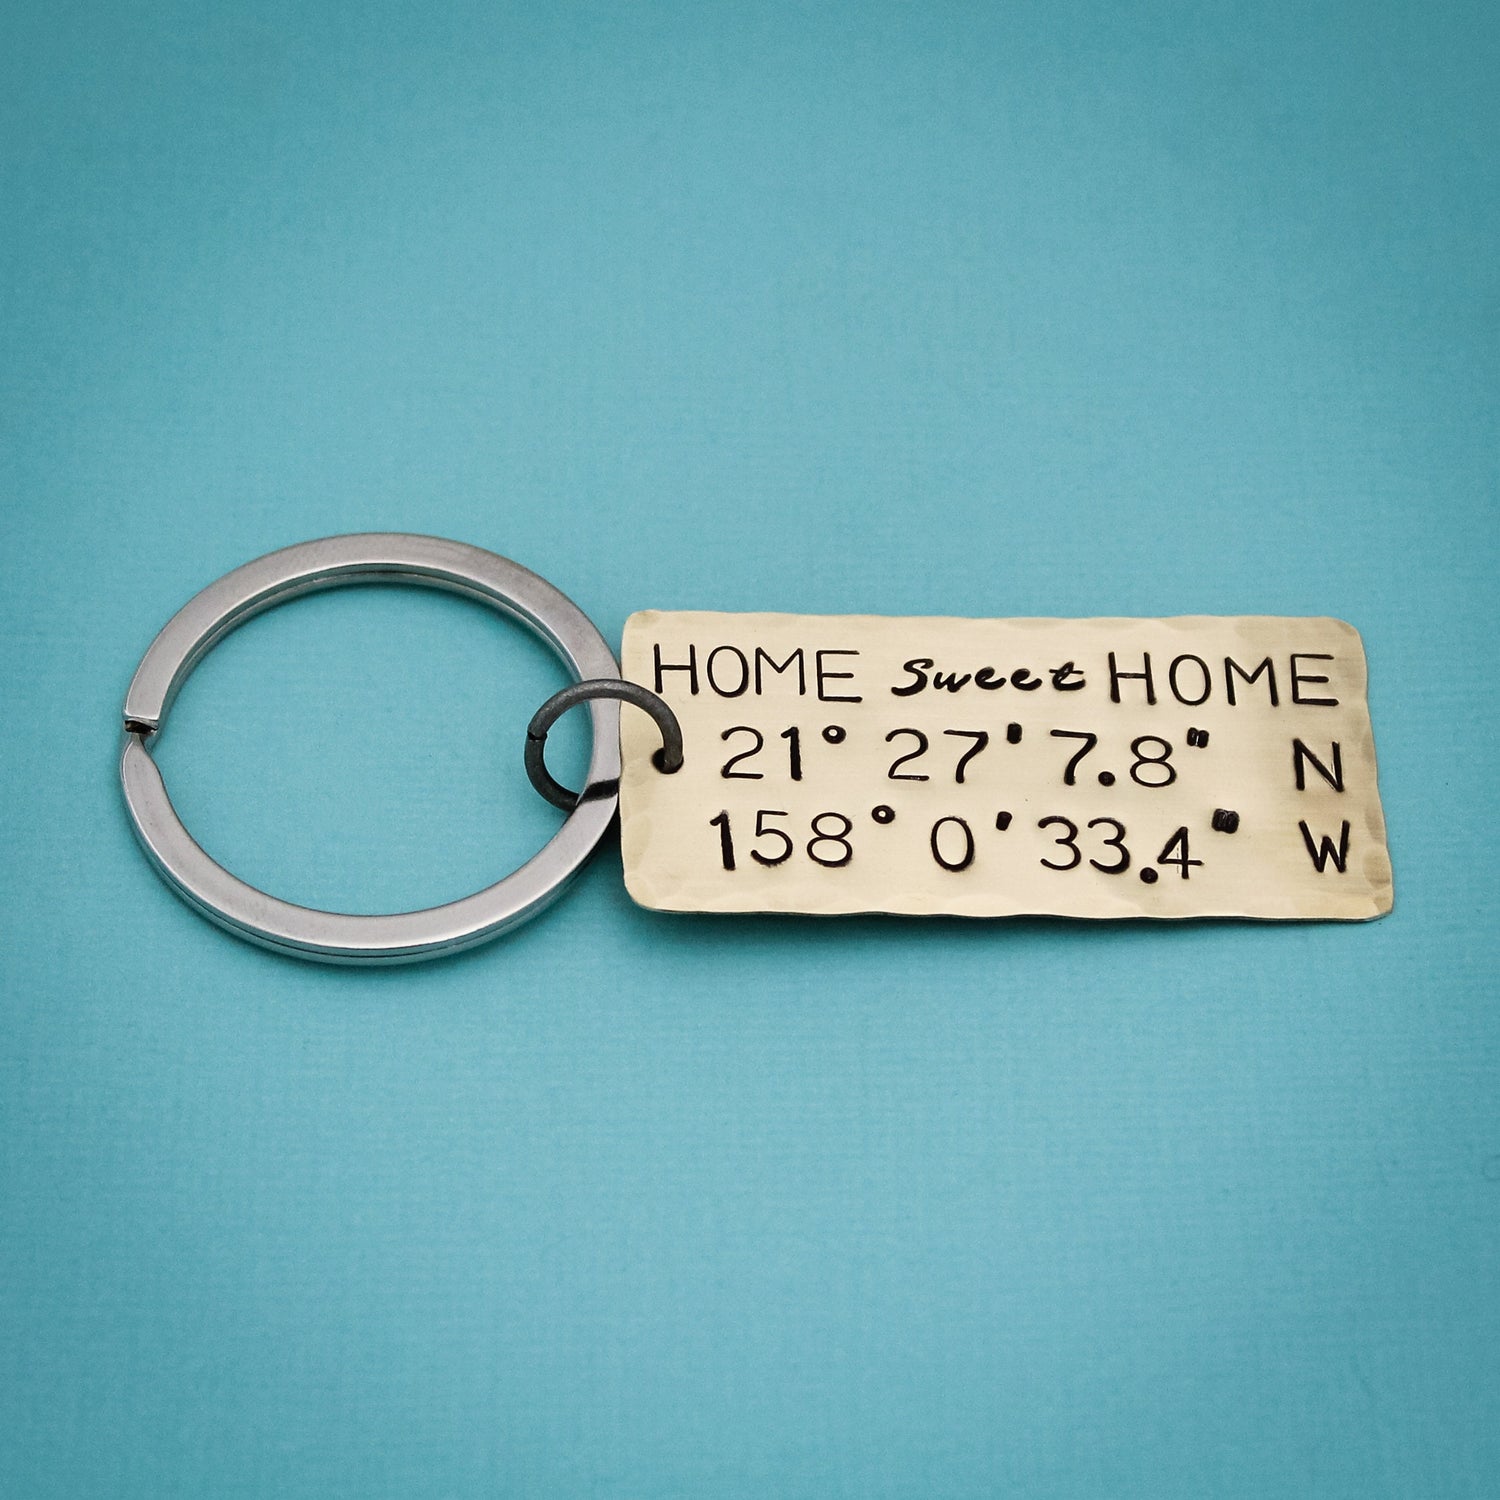 HOME sweet HOME
21° 27' 7.8" N
158° 0' 33.4" W